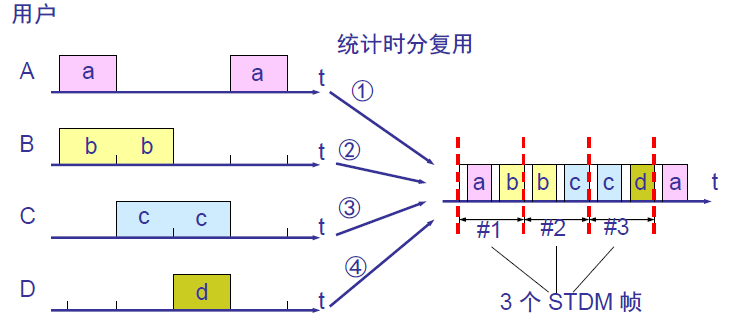 用户
统计时分复用
A a a t ①
B b b t ②
C c c t ③
D d t ④
a b b c c d a t
#1 #2 #3
3 个 STDM 帧